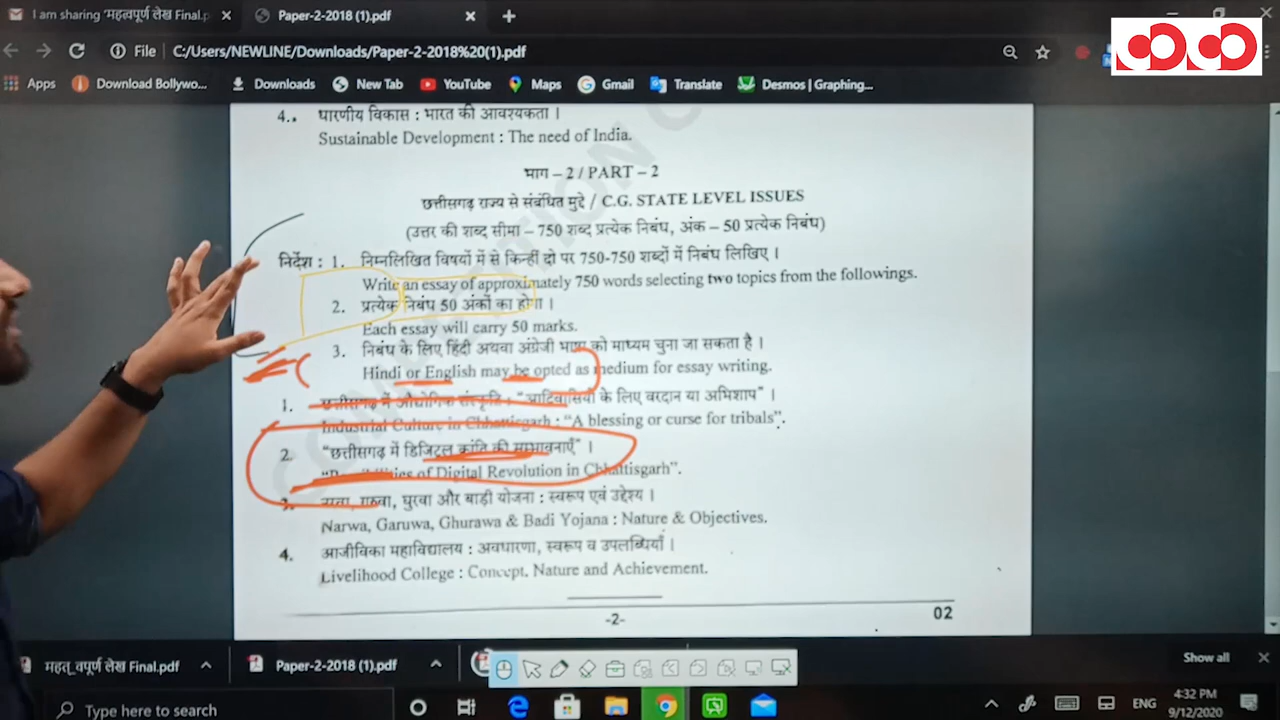 I am sharing 'महत्वपूर्ण लेख Final.p
Paper-2-2018 (1).pdf
File
C:/Users/NEWLINE/Downloads/Paper-2-2018%20(1).pdf
Apps
Download Bollywo...
Downloads
New Tab
YouTube
Maps
Gmail
Translate
Desmos | Graphing...
4.. धारणीय विकास : भारत की आवश्यकता ।
Sustainable Development : The need of India.
भाग – 2 / PART – 2
छत्तीसगढ़ राज्य से संबंधित मुद्दे / C.G. STATE LEVEL ISSUES
(उत्तर की शब्द सीमा – 750 शब्द प्रत्येक निबंध, अंक – 50 प्रत्येक निबंध)
निर्देश : 1. निम्नलिखित विषयों में से किन्हीं दो पर 750-750 शब्दों में निबंध लिखिए ।
Write an essay of approximately 750 words selecting two topics from the followings.
2. प्रत्येक निबंध 50 अंकों का होगा ।
Each essay will carry 50 marks.
3. निबंध के लिए हिंदी अथवा अंग्रेजी भाषा को माध्यम चुना जा सकता है ।
Hindi or English may be opted as medium for essay writing.
1. छत्तीसगढ़ में औद्योगिक संस्कृति : "आदिवासियों के लिए वरदान या अभिशाप"
Industrial Culture in Chhattisgarh : "A blessing or curse for tribals".
2. "छत्तीसगढ़ में डिजिटल क्रांति की सम्भावनाएँ" ।
of Digital Revolution in Chhattisgarh".
3. नरवा, गरुवा, घुरवा और बाड़ी योजना : स्वरूप एवं उद्देश्य ।
Narwa, Garuwa, Ghurawa & Badi Yojana : Nature & Objectives.
4. आजीविका महाविद्यालय : अवधारणा, स्वरूप व उपलब्धियाँ ।
Livelihood College : Concept, Nature and Achievement.
-2-
02
महत्_वपूर्ण लेख Final.pdf
Paper-2-2018 (1).pdf
Show all
Type here to search
ENG
4:32 PM
9/12/2020